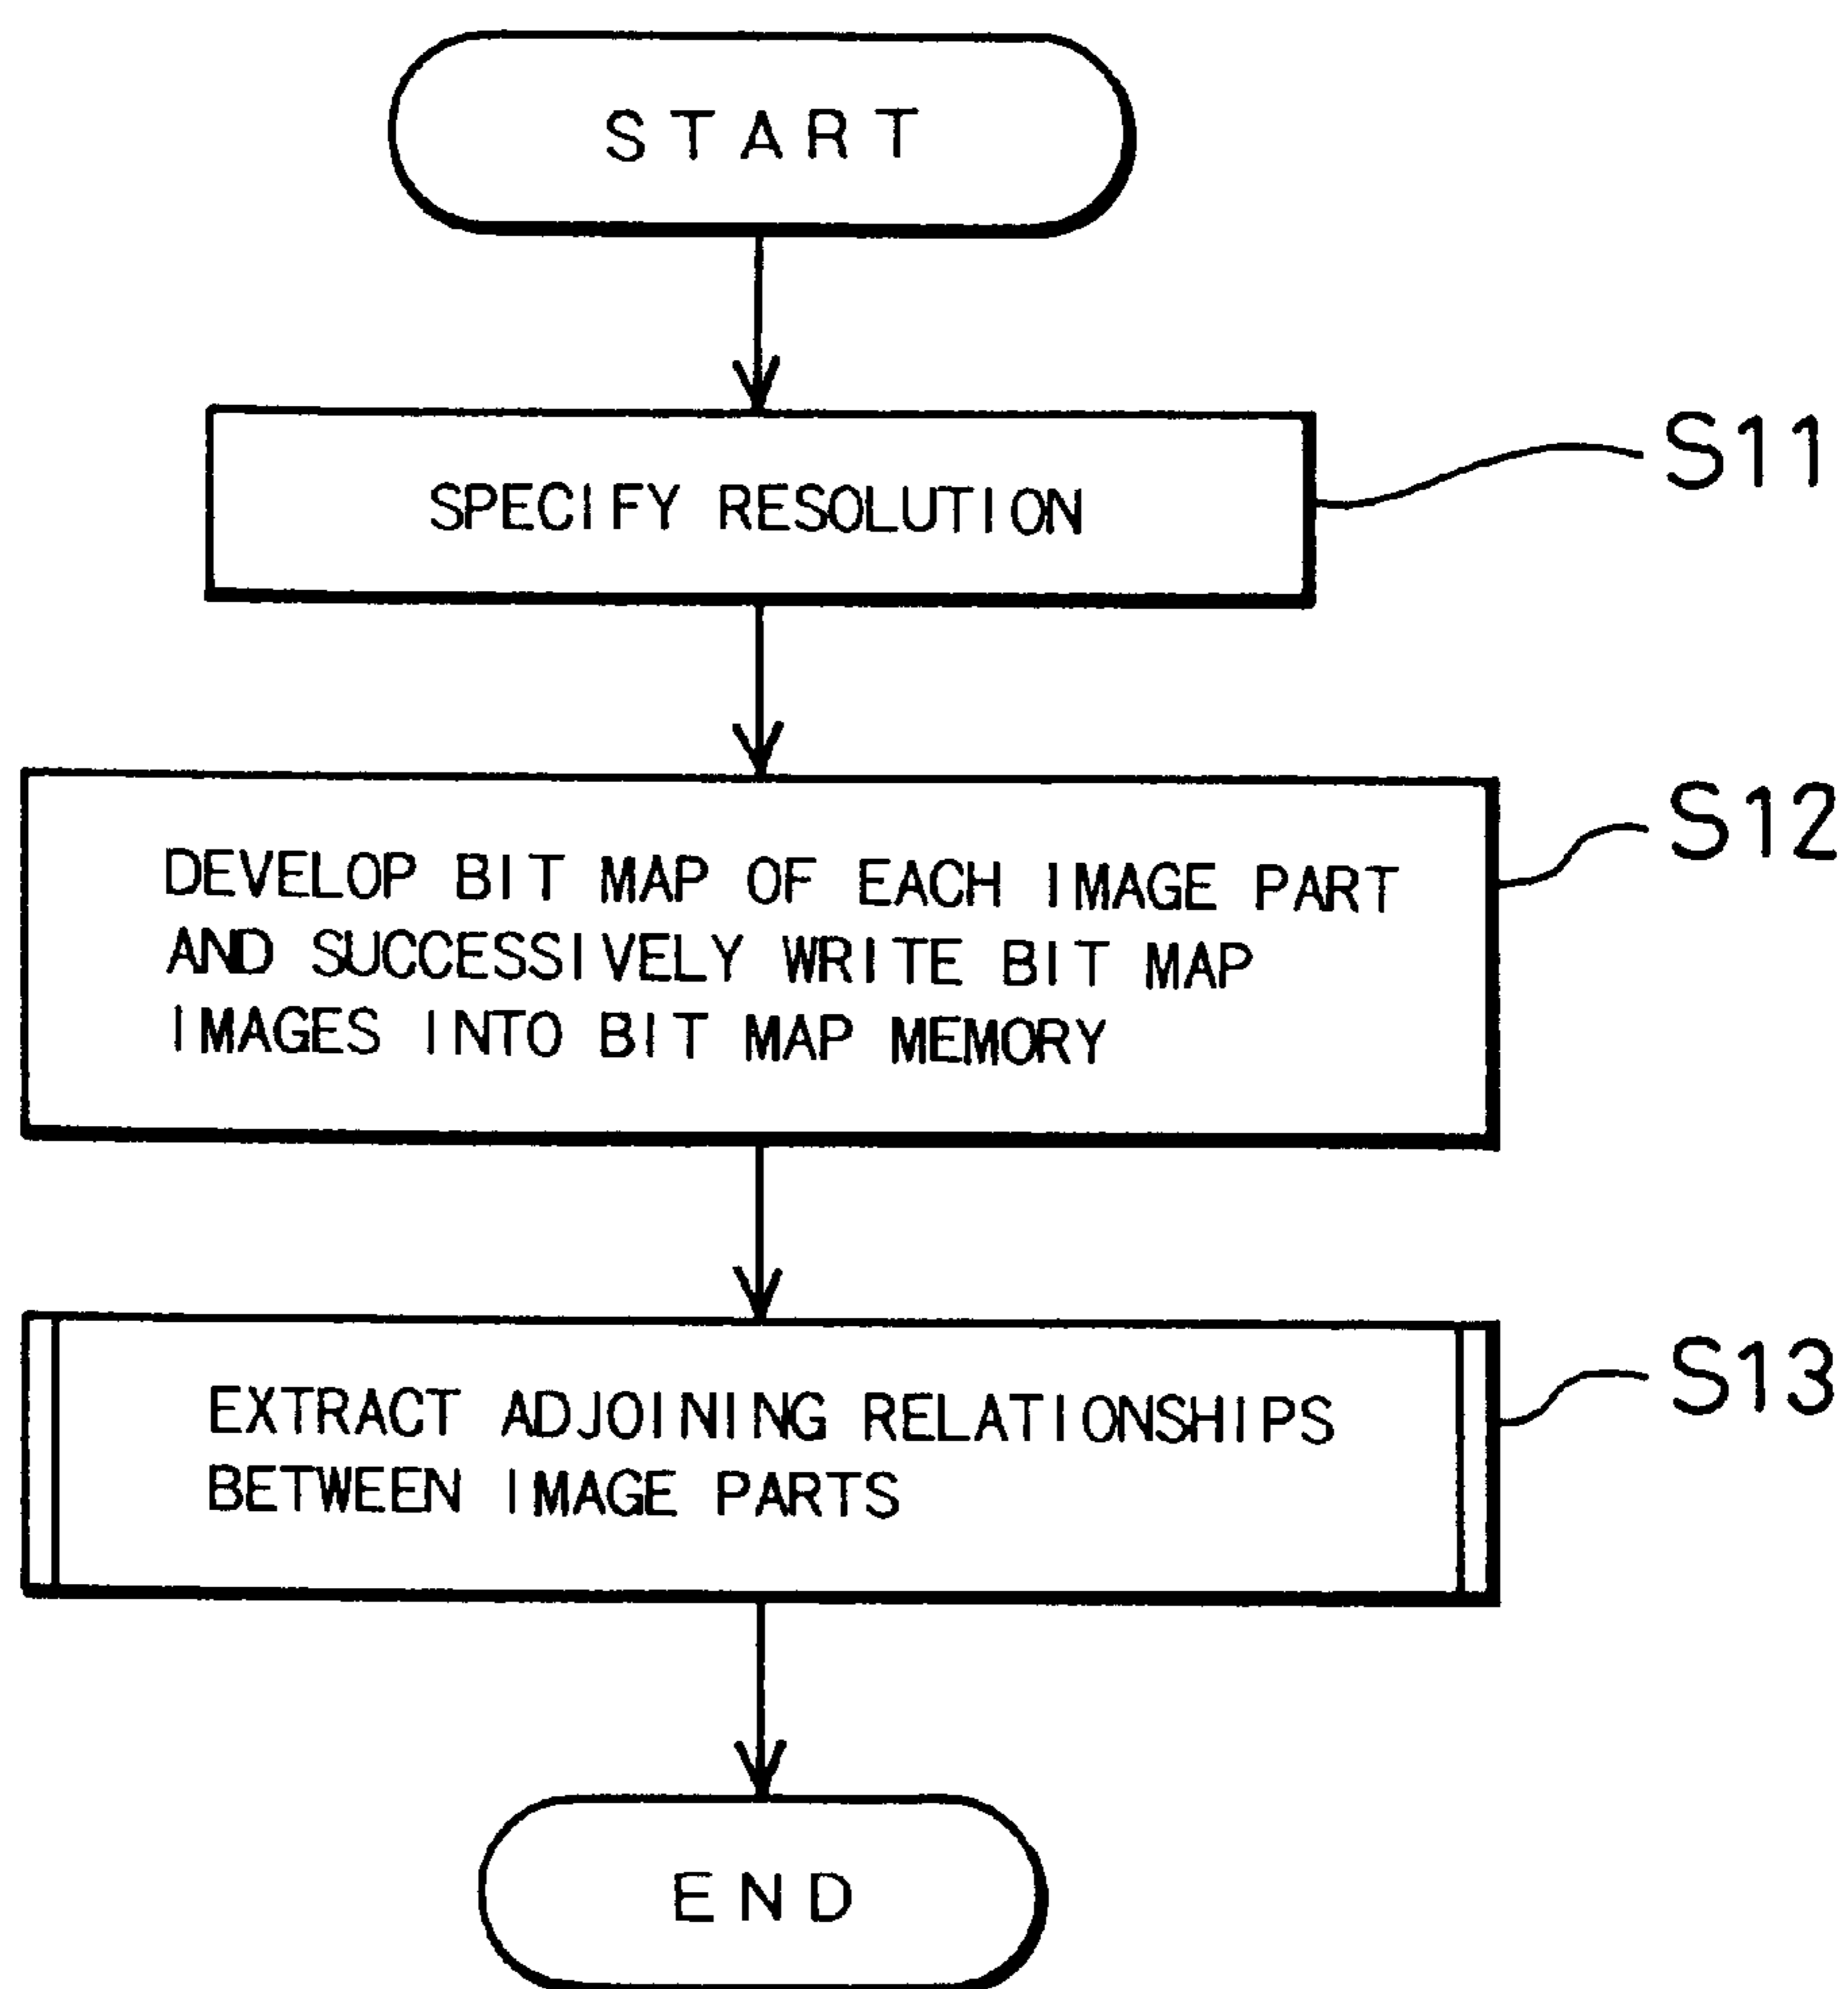 START
SPECIFY RESOLUTION
S11
DEVELOP BIT MAP OF EACH IMAGE PART
AND SUCCESSIVELY WRITE BIT MAP
IMAGES INTO BIT MAP MEMORY
S12
EXTRACT ADJOINING RELATIONSHIPS
BETWEEN IMAGE PARTS
S13
END